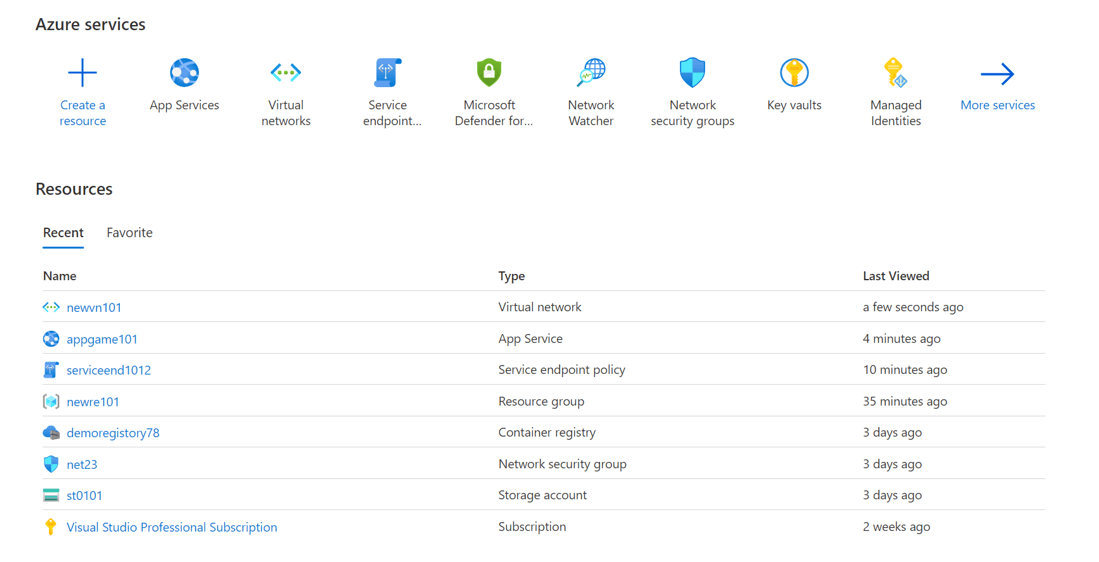 Azure services
Create a
resource
App Services
Virtual
networks
Service
endpoint...
Microsoft
Defender for...
Network
Watcher
Network
security groups
Key vaults
Managed
Identities
More services
Resources
Recent Favorite
Name Type Last Viewed
newvn101 Virtual network a few seconds ago
appgame101 App Service 4 minutes ago
serviceend1012 Service endpoint policy 10 minutes ago
newre101 Resource group 35 minutes ago
demoregistory78 Container registry 3 days ago
net23 Network security group 3 days ago
st0101 Storage account 3 days ago
Visual Studio Professional Subscription Subscription 2 weeks ago